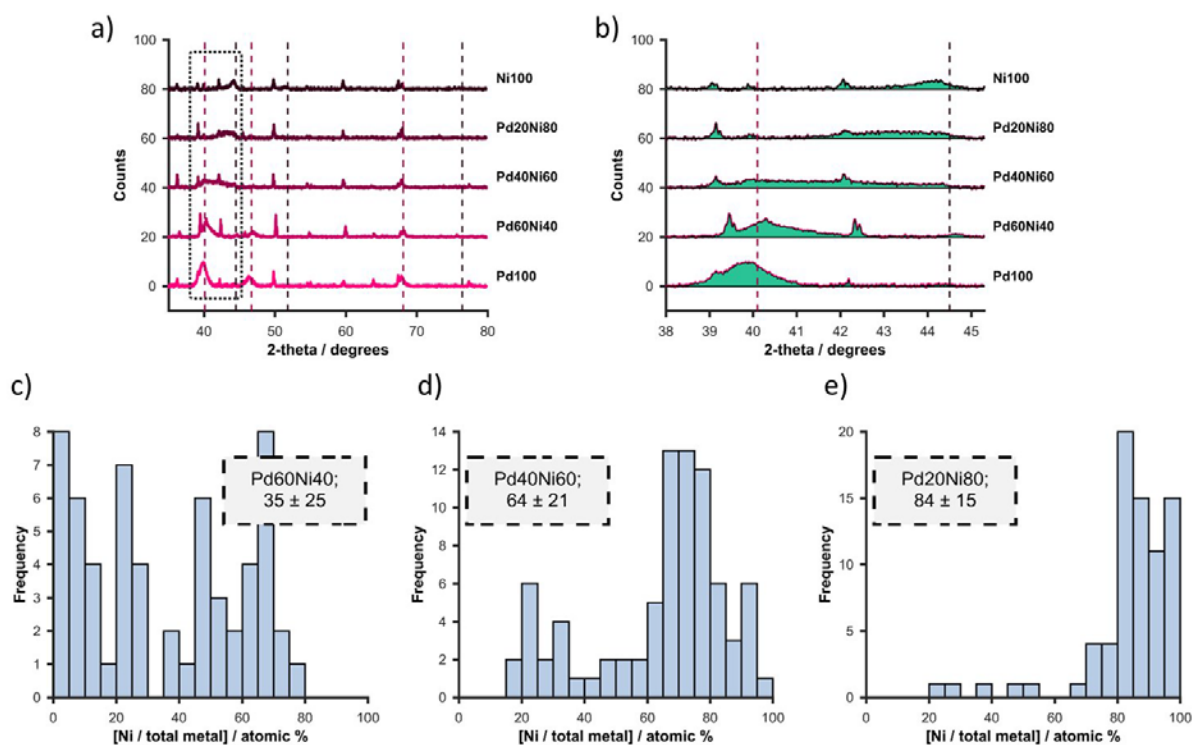 a)
100
80
60
40
20
0
Counts
Ni100
Pd20Ni80
Pd40Ni60
Pd60Ni40
Pd100
40 50 60 70 80
2-theta / degrees
b)
100
80
60
40
20
0
Counts
Ni100
Pd20Ni80
Pd40Ni60
Pd60Ni40
Pd100
38 39 40 41 42 43 44 45
2-theta / degrees
c)
8
7
6
5
4
3
2
1
0
Frequency
Pd60Ni40;
35 ± 25
0 20 40 60 80 100
[Ni / total metal] / atomic %
d)
14
12
10
8
6
4
2
0
Frequency
Pd40Ni60;
64 ± 21
0 20 40 60 80 100
[Ni / total metal] / atomic %
e)
20
15
10
5
0
Frequency
Pd20Ni80;
84 ± 15
0 20 40 60 80 100
[Ni / total metal] / atomic %